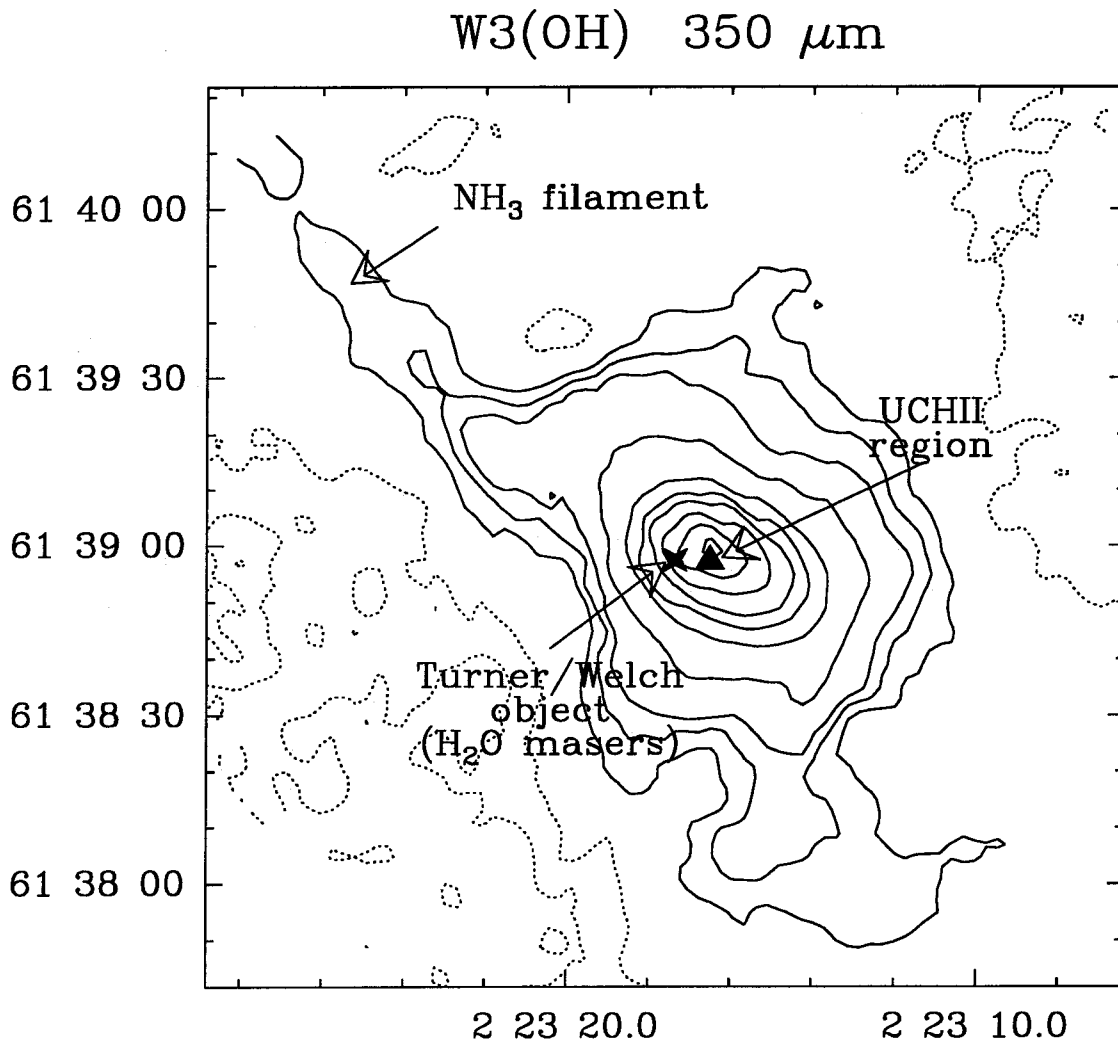 W3(OH) 350 μm
61 40 00
NH₃ filament
61 39 30
UCHII
region
61 39 00
Turner/Welch
object
(H₂O masers)
61 38 30
61 38 00
2 23 20.0
2 23 10.0